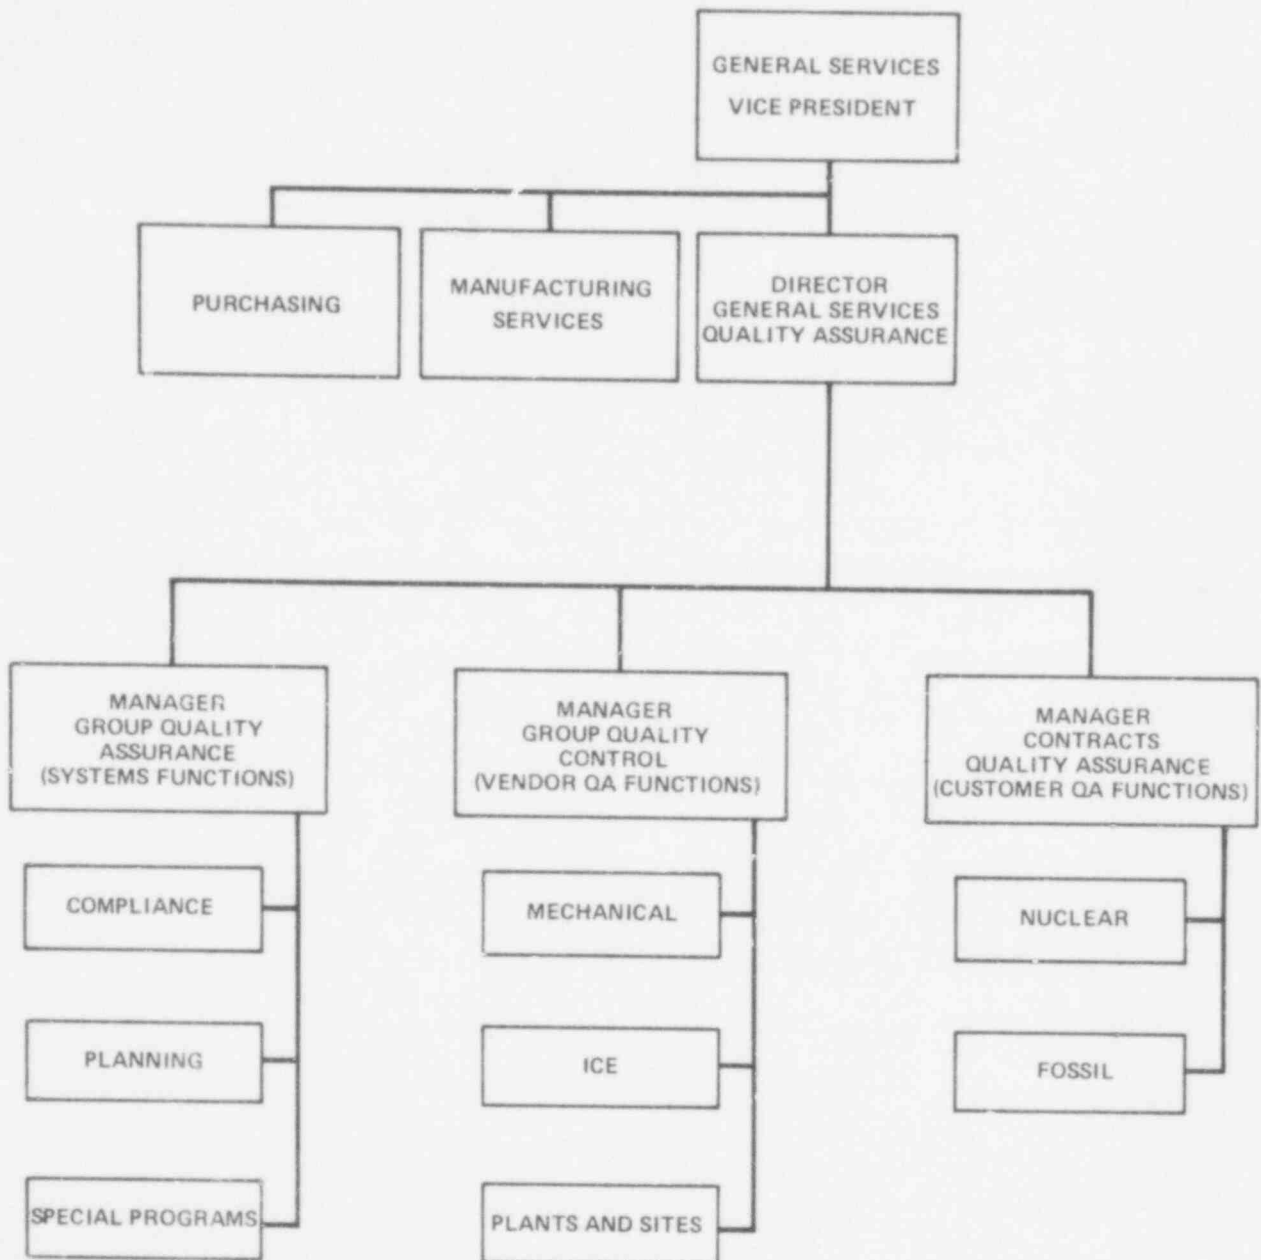 GENERAL SERVICES
VICE PRESIDENT
PURCHASING
MANUFACTURING
SERVICES
DIRECTOR
GENERAL SERVICES
QUALITY ASSURANCE
MANAGER
GROUP QUALITY
ASSURANCE
(SYSTEMS FUNCTIONS)
MANAGER
GROUP QUALITY
CONTROL
(VENDOR QA FUNCTIONS)
MANAGER
CONTRACTS
QUALITY ASSURANCE
(CUSTOMER QA FUNCTIONS)
COMPLIANCE
MECHANICAL
NUCLEAR
PLANNING
ICE
FOSSIL
SPECIAL PROGRAMS
PLANTS AND SITES